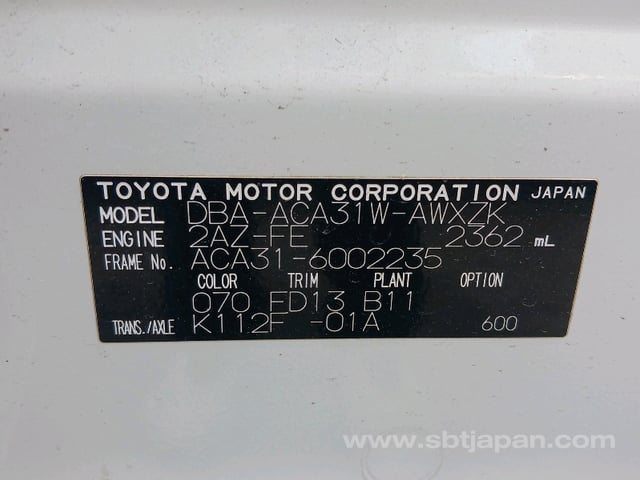 TOYOTA MOTOR CORPORATION JAPAN
MODEL DBA-ACA31W-AWXZK
ENGINE 2AZ-FE 2362 mL
FRAME No. ACA31-6002235
COLOR TRIM PLANT OPTION
070 FD13 B11
TRANS./AXLE K112F -01A 600
www.sbtjapan.com